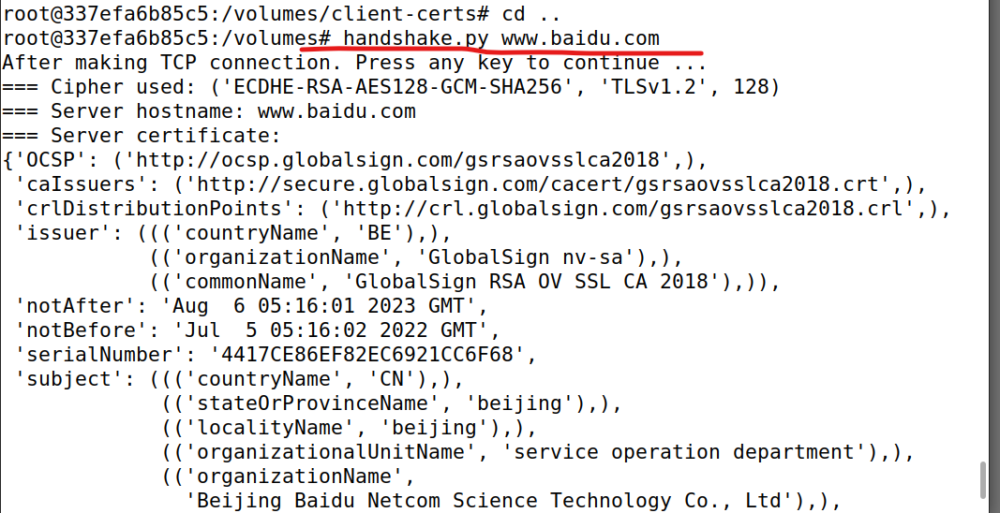 root@337efa6b85c5:/volumes/client-certs# cd ..
root@337efa6b85c5:/volumes# handshake.py www.baidu.com
After making TCP connection. Press any key to continue ...
=== Cipher used: ('ECDHE-RSA-AES128-GCM-SHA256', 'TLSv1.2', 128)
=== Server hostname: www.baidu.com
=== Server certificate:
{'OCSP': ('http://ocsp.globalsign.com/gsrsaovsslca2018',),
 'caIssuers': ('http://secure.globalsign.com/cacert/gsrsaovsslca2018.crt',),
 'crlDistributionPoints': ('http://crl.globalsign.com/gsrsaovsslca2018.crl',),
 'issuer': ((('countryName', 'BE'),),
            (('organizationName', 'GlobalSign nv-sa'),),
            (('commonName', 'GlobalSign RSA OV SSL CA 2018'),)),
 'notAfter': 'Aug  6 05:16:01 2023 GMT',
 'notBefore': 'Jul  5 05:16:02 2022 GMT',
 'serialNumber': '4417CE86EF82EC6921CC6F68',
 'subject': ((('countryName', 'CN'),),
             (('stateOrProvinceName', 'beijing'),),
             (('localityName', 'beijing'),),
             (('organizationalUnitName', 'service operation department'),),
             (('organizationName',
               'Beijing Baidu Netcom Science Technology Co., Ltd'),),